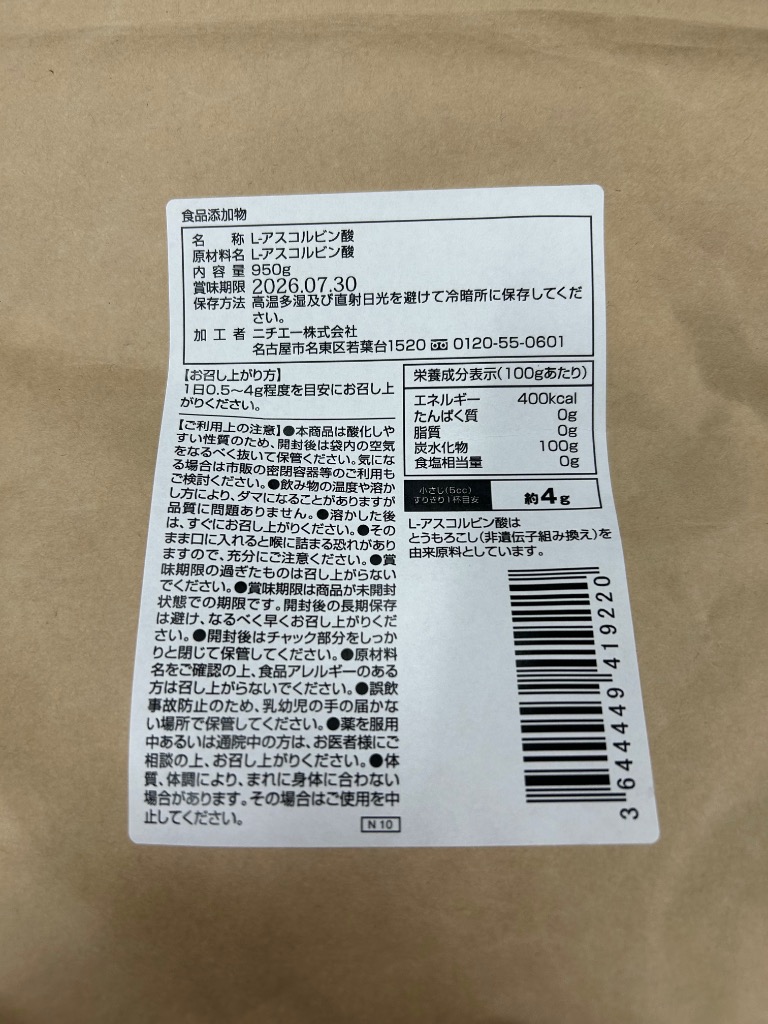 食品添加物
名 称 L-アスコルビン酸
原材料名 L-アスコルビン酸
内 容 量 950g
賞味期限 2026.07.30
保存方法 高温多湿及び直射日光を避けて冷暗所に保存してくだ
さい。
加 工 者 ニチエー株式会社
名古屋市名東区若葉台1520 0120-55-0601
【お召し上がり方】
1日0.5~4g程度を目安にお召し上
がりください。
【ご利用上の注意】●本商品は酸化しや
すい性質のため、開封後は袋内の空気
をなるべく抜いて保管ください。気にな
る場合は市販の密閉容器等のご利用も
ご検討ください。●飲み物の温度や溶か
し方により、ダマになることがありますが
品質に問題ありません。●溶かした後
は、すぐにお召し上がりください。●その
まま口に入れると喉に詰まる恐れがあり
ますので、充分にご注意ください。●賞
味期限の過ぎたものは召し上がらない
でください。●賞味期限は商品が未開封
状態での期限です。開封後の長期保存
は避け、なるべく早くお召し上がりくだ
さい。●開封後はチャック部分をしっか
りと閉じて保管してください。●原材料
名をご確認の上、食品アレルギーのある
方は召し上がらないでください。●誤飲
事故防止のため、乳幼児の手の届かな
い場所で保管してください。●薬を服用
中あるいは通院中の方は、お医者様にご
相談の上、お召し上がりください。●体
質、体調により、まれに身体に合わない
場合があります。その場合はご使用を中
止してください。
N 10
栄養成分表示(100gあたり)
エネルギー 400kcal
たんぱく質 0g
脂質 0g
炭水化物 100g
食塩相当量 0g
小さじ(5cc)
すりきり1杯目安
約4g
L-アスコルビン酸は
とうもろこし(非遺伝子組み換え)を
由来原料としています。
3 644449 419220